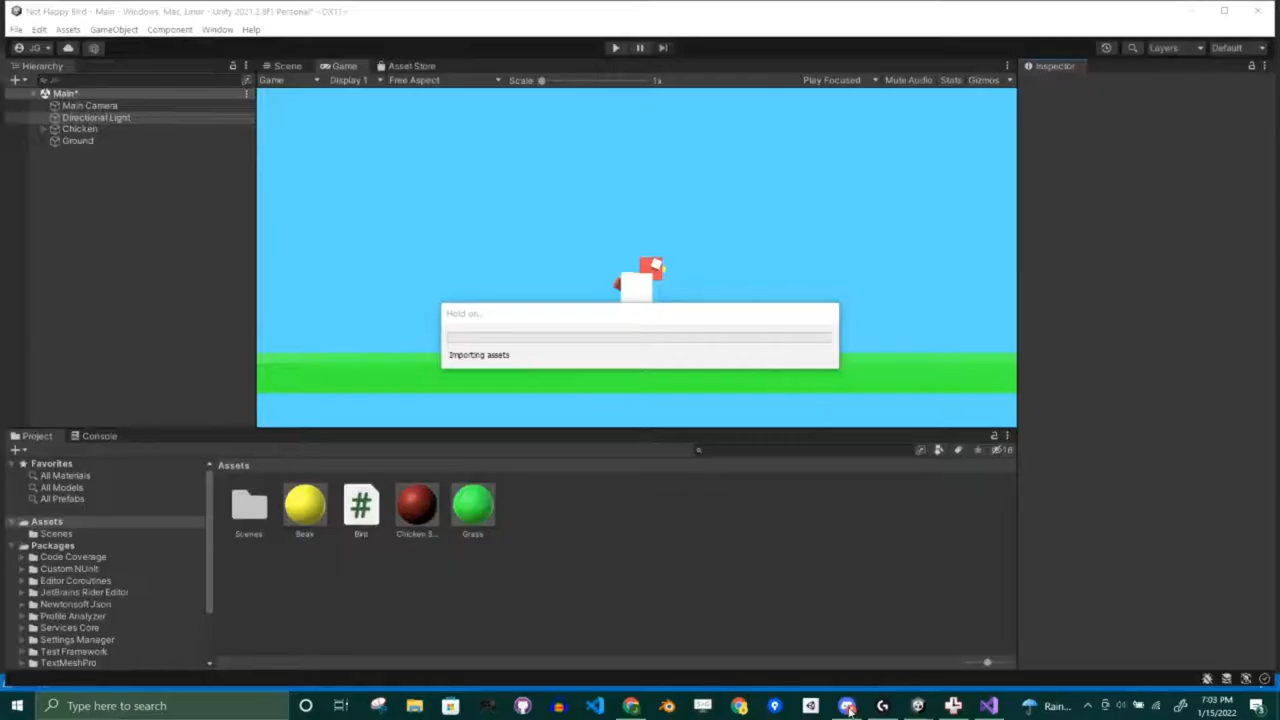 Not Flappy Bird - Main - Windows, Mac, Linux - Unity 2021.2.8f1 Personal* <DX11>
File Edit Assets GameObject Component Window Help
JG Layers Default
Hierarchy Scene Game Asset Store Inspector
Game Display 1 Free Aspect Scale 1x Play Focused Mute Audio Stats Gizmos
Main*
Main Camera
Directional Light
Chicken
Ground
Hold on...
Importing assets
Project Console
16
Favorites
All Materials
All Models
All Prefabs
Assets
Scenes
Packages
Code Coverage
Custom NUnit
Editor Coroutines
JetBrains Rider Editor
Newtonsoft Json
Profile Analyzer
Services Core
Settings Manager
Test Framework
TextMeshPro
Assets
Scenes Beak Bird Chicken B... Grass
Type here to search
Rain...
7:03 PM
1/15/2022
3